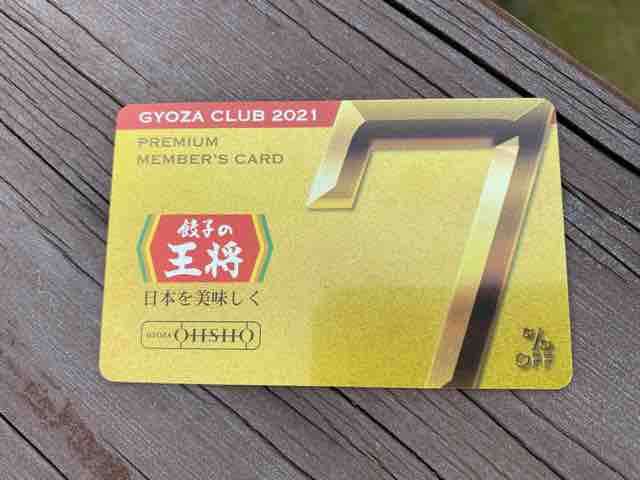 GYOZA CLUB 2021
PREMIUM
MEMBER'S CARD
7
餃子の
王将
日本を美味しく
GYOZA OHSHO
%
OFF